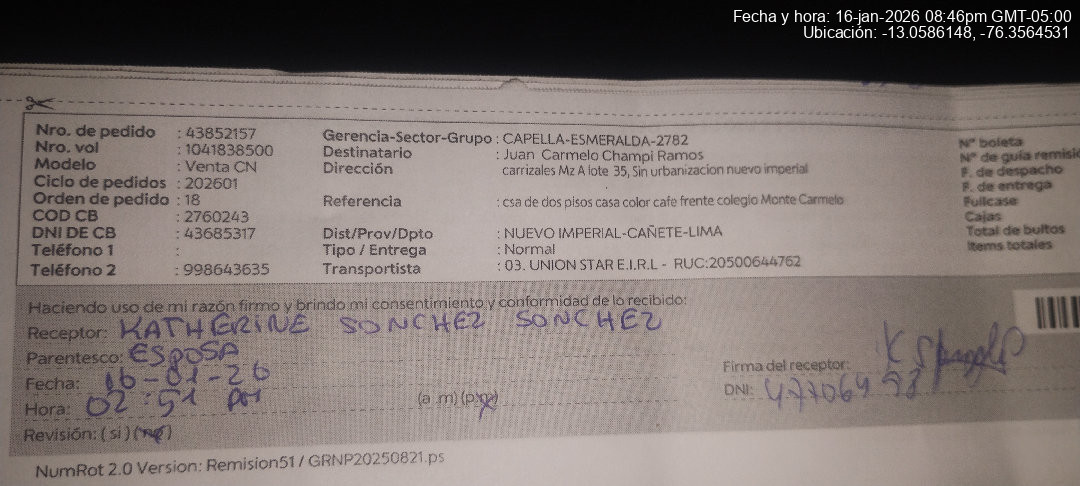 Fecha y hora: 16-jan-2026 08:46pm GMT-05:00
Ubicación: -13.0586148, -76.3564531
Nro. de pedido : 43852157
Nro. vol : 1041838500
Modelo : Venta CN
Ciclo de pedidos : 202601
Orden de pedido : 18
COD CB : 2760243
DNI DE CB : 43685317
Teléfono 1 :
Teléfono 2 : 998643635
Gerencia-Sector-Grupo : CAPELLA-ESMERALDA-2782
Destinatario : Juan Carmelo Champi Ramos
Dirección carrizales Mz A lote 35, Sin urbanizacion nuevo imperial
Referencia : csa de dos pisos casa color cafe frente colegio Monte Carmelo
Dist/Prov/Dpto : NUEVO IMPERIAL-CAÑETE-LIMA
Tipo / Entrega : Normal
Transportista : 03. UNION STAR E.I.R.L - RUC:20500644762
N° boleta
N° de guia remisio
F. de despacho
F. de entrega
Fullcase
Cajas
Total de bultos
Items totales
Haciendo uso de mi razón firmo y brindo mi consentimiento y conformidad de lo recibido:
Receptor: KATHERINE SONCHEZ SONCHEZ
Parentesco: ESPOSA
Fecha: 16-01-26
Hora: 02:51 PM (a.m) (p.m)
Revisión: (si) (no)
Firma del receptor:
DNI:
NumRot 2.0 Version: Remision51 / GRNP20250821.ps